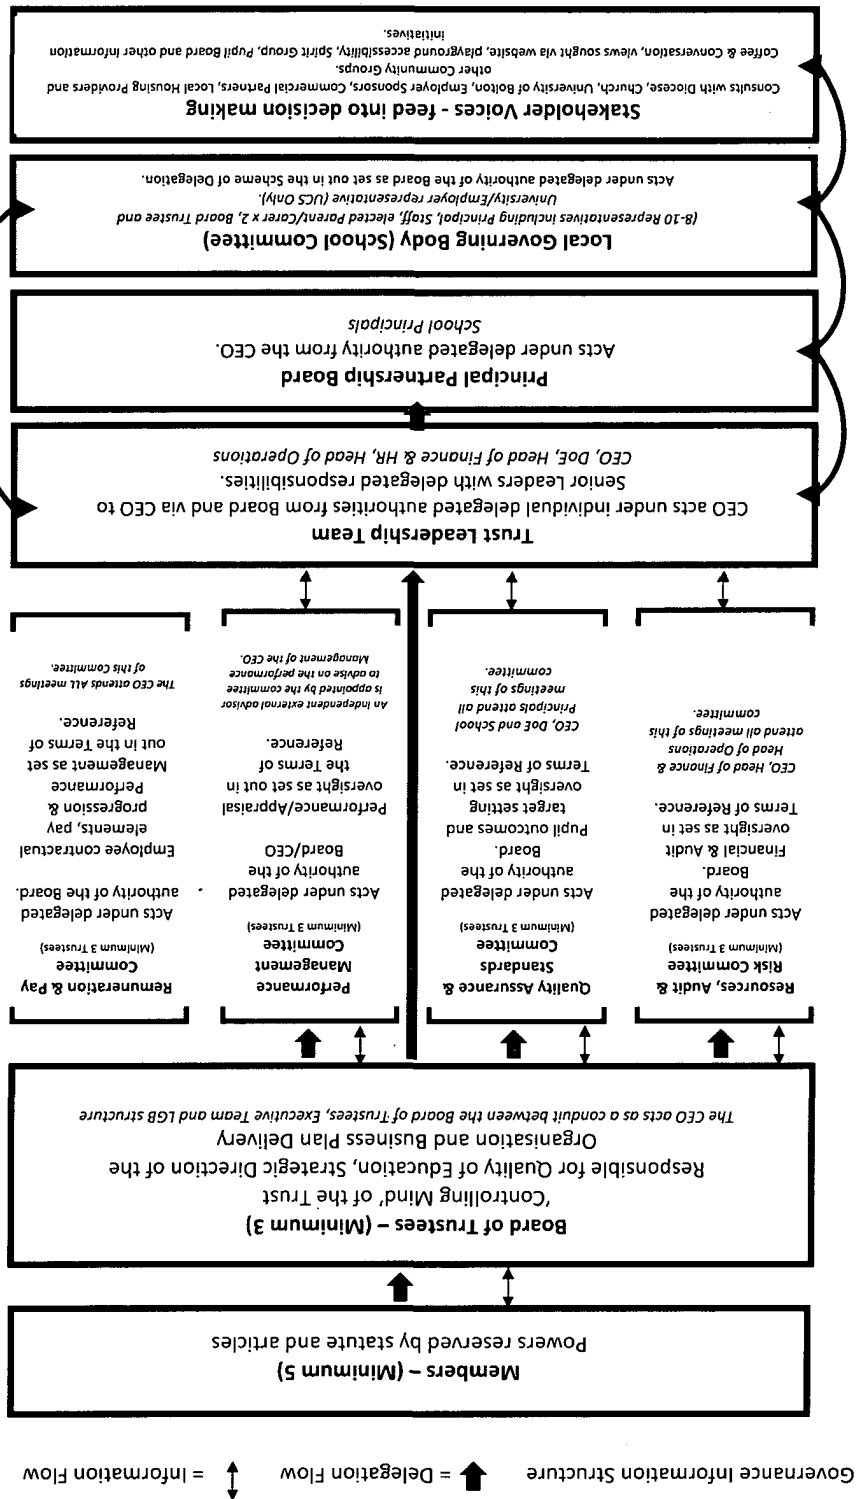 Governance Information Structure = Delegation Flow = Information Flow
Members – (Minimum 5)
Powers reserved by statute and articles
Board of Trustees – (Minimum 3)
'Controlling Mind' of the Trust
Responsible for Quality of Education, Strategic Direction of the
Organisation and Business Plan Delivery
The CEO acts as a conduit between the Board of Trustees, Executive Team and LGB structure
Resources, Audit &
Risk Committee
(Minimum 3 Trustees)
Acts under delegated
authority of the
Board.
Financial & Audit
oversight as set in
Terms of Reference.
CEO, Head of Finance &
Head of Operations
attend all meetings of this
committee.
Quality Assurance &
Standards
Committee
(Minimum 3 Trustees)
Acts under delegated
authority of the
Board.
Pupil outcomes and
target setting
oversight as set in
Terms of Reference.
CEO, DoE and School
Principals attend all
meetings of this
committee.
Performance
Management
Committee
(Minimum 3 Trustees)
Acts under delegated
authority of the
Board/CEO
Performance/Appraisal
oversight as set out in
the Terms of
Reference.
An independent external advisor
is appointed by the committee
to advise on the performance
Management of the CEO.
Remuneration & Pay
Committee
(Minimum 3 Trustees)
Acts under delegated
authority of the Board.
Employee contractual
elements, pay
progression &
Performance
Management as set
out in the Terms of
Reference.
The CEO attends ALL meetings
of this Committee.
Trust Leadership Team
CEO acts under individual delegated authorities from Board and via CEO to
Senior Leaders with delegated responsibilities.
CEO, DoE, Head of Finance & HR, Head of Operations
Principal Partnership Board
Acts under delegated authority from the CEO.
School Principals
Local Governing Body (School Committee)
(8-10 Representatives including Principal, Staff, elected Parent/Carer x 2, Board Trustee and
University/Employer representative (UCS Only).
Acts under delegated authority of the Board as set out in the Scheme of Delegation.
Stakeholder Voices - feed into decision making
Consults with Diocese, Church, University of Bolton, Employer Sponsors, Commercial Partners, Local Housing Providers and
other Community Groups.
Coffee & Conversation, views sought via website, playground accessibility, Spirit Group, Pupil Board and other Information
initiatives.